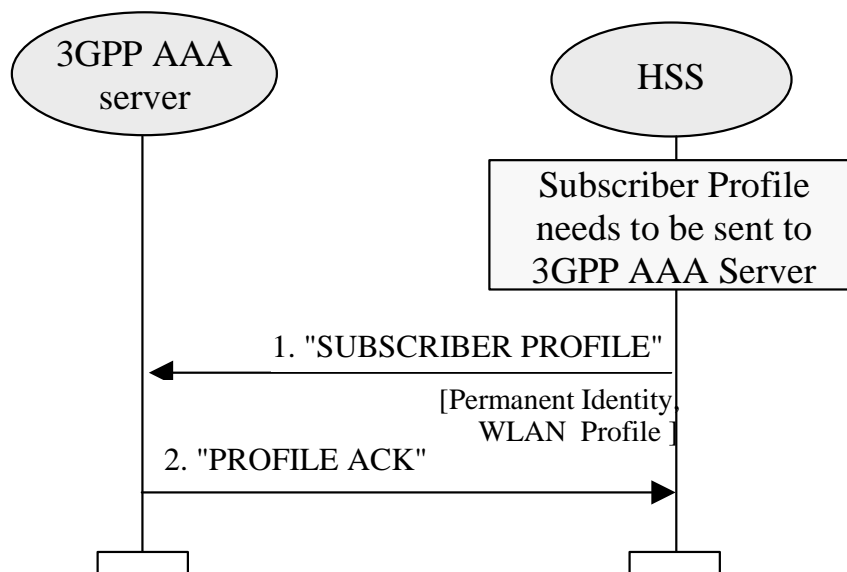 3GPP AAA
server
HSS
Subscriber Profile
needs to be sent to
3GPP AAA Server
1. "SUBSCRIBER PROFILE"
[Permanent Identity,
WLAN Profile ]
2. "PROFILE ACK"